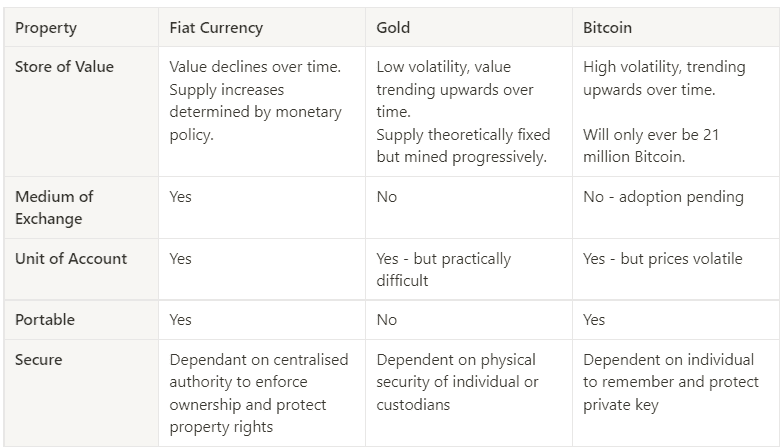 Property Fiat Currency Gold Bitcoin
Store of Value
Value declines over time.
Supply increases
determined by monetary
policy.
Low volatility, value
trending upwards over
time.
Supply theoretically fixed
but mined progressively.
High volatility, trending
upwards over time.
Will only ever be 21
million Bitcoin.
Medium of
Exchange
Yes
No
No - adoption pending
Unit of Account
Yes
Yes - but practically
difficult
Yes - but prices volatile
Portable
Yes
No
Yes
Secure
Dependant on centralised
authority to enforce
ownership and protect
property rights
Dependent on physical
security of individual or
custodians
Dependent on individual
to remember and protect
private key